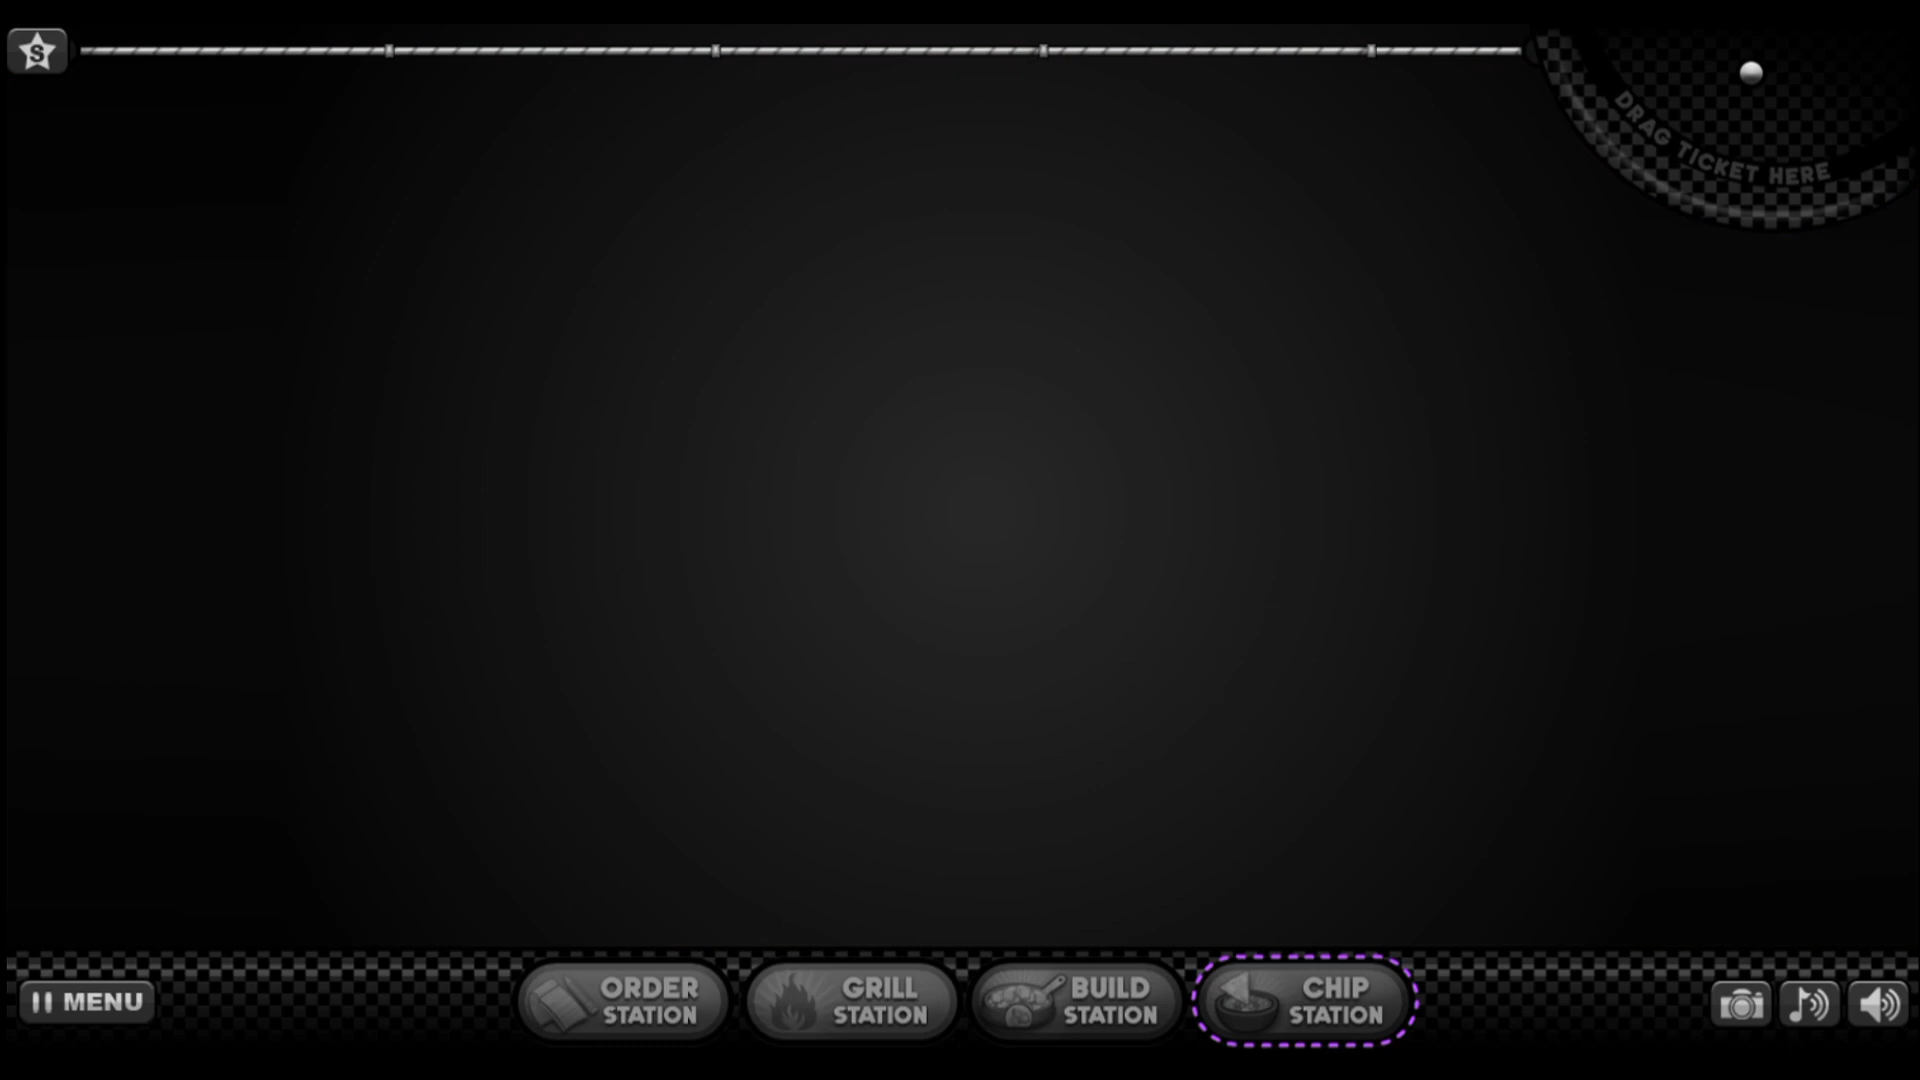 S
DRAG TICKET HERE
MENU
ORDER
STATION
GRILL
STATION
BUILD
STATION
CHIP
STATION